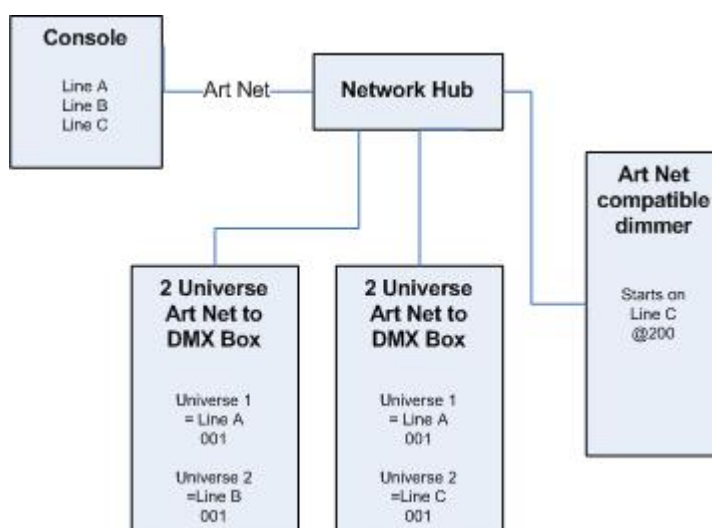 Console
Line A
Line B
Line C
Art Net
Network Hub
Art Net
compatible
dimmer
Starts on
Line C
@200
2 Universe
Art Net to
DMX Box
Universe 1
= Line A
001
Universe 2
=Line B
001
2 Universe
Art Net to
DMX Box
Universe 1
= Line A
001
Universe 2
=Line C
001